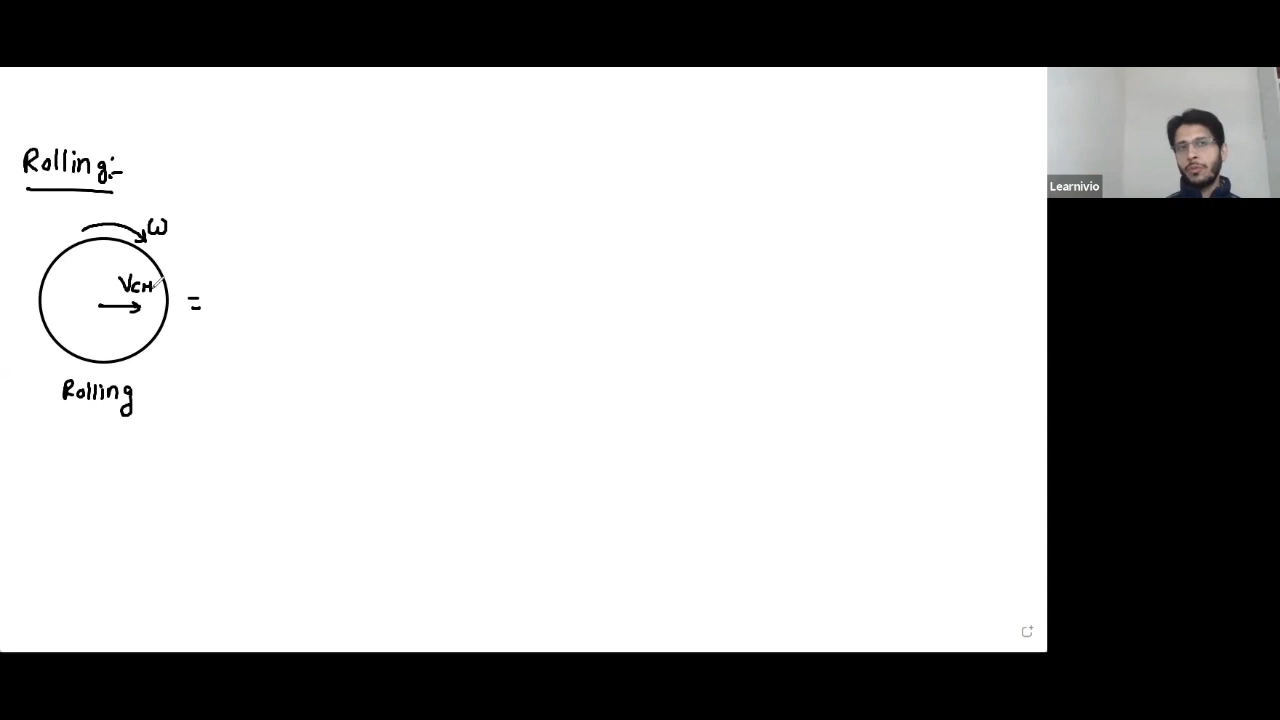 Rolling:-
ω
VCM
=
Rolling
Learnivio